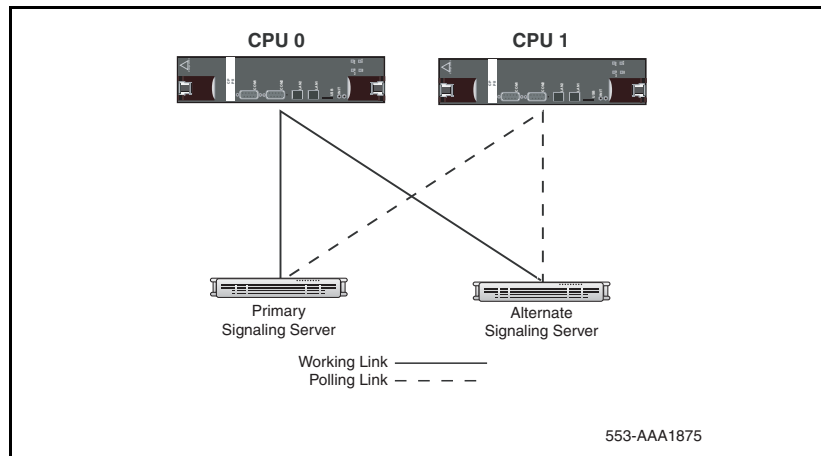 CPU 0
CPU 1
Primary
Signaling Server
Alternate
Signaling Server
Working Link
Polling Link
553-AAA1875